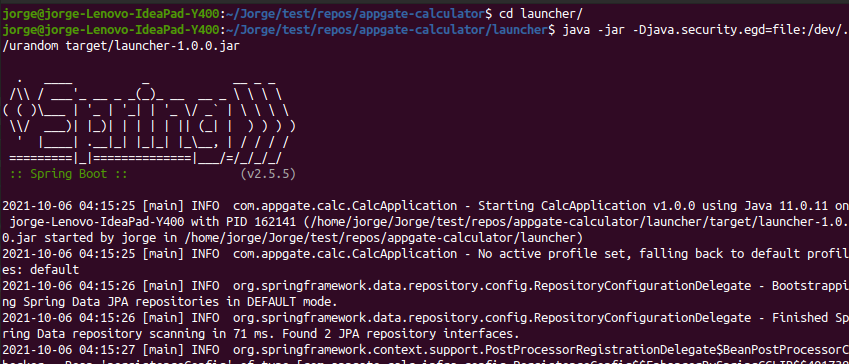 jorge@jorge-Lenovo-IdeaPad-Y400:~/Jorge/test/repos/appgate-calculator$ cd launcher/
jorge@jorge-Lenovo-IdeaPad-Y400:~/Jorge/test/repos/appgate-calculator/launcher$ java -jar -Djava.security.egd=file:/dev/.
/urandom target/launcher-1.0.0.jar
  .   ____          _            __ _ _
 /\\ / ___'_ __ _ _(_)_ __  __ _ \ \ \ \
( ( )\___ | '_ | '_| | '_ \/ _` | \ \ \ \
 \\/  ___)| |_)| | | | | || (_| |  ) ) ) )
  '  |____| .__|_| |_|_| |_\__, | / / / /
 =========|_|==============|___/=/_/_/_/
 :: Spring Boot ::                (v2.5.5)
2021-10-06 04:15:25 [main] INFO  com.appgate.calc.CalcApplication - Starting CalcApplication v1.0.0 using Java 11.0.11 on
 jorge-Lenovo-IdeaPad-Y400 with PID 162141 (/home/jorge/Jorge/test/repos/appgate-calculator/launcher/target/launcher-1.0.
0.jar started by jorge in /home/jorge/Jorge/test/repos/appgate-calculator/launcher)
2021-10-06 04:15:25 [main] INFO  com.appgate.calc.CalcApplication - No active profile set, falling back to default profil
es: default
2021-10-06 04:15:26 [main] INFO  org.springframework.data.repository.config.RepositoryConfigurationDelegate - Bootstrappi
ng Spring Data JPA repositories in DEFAULT mode.
2021-10-06 04:15:26 [main] INFO  org.springframework.data.repository.config.RepositoryConfigurationDelegate - Finished Sp
ring Data repository scanning in 71 ms. Found 2 JPA repository interfaces.
2021-10-06 04:15:27 [main] INFO  org.springframework.context.support.PostProcessorRegistrationDelegate$BeanPostProcessorC